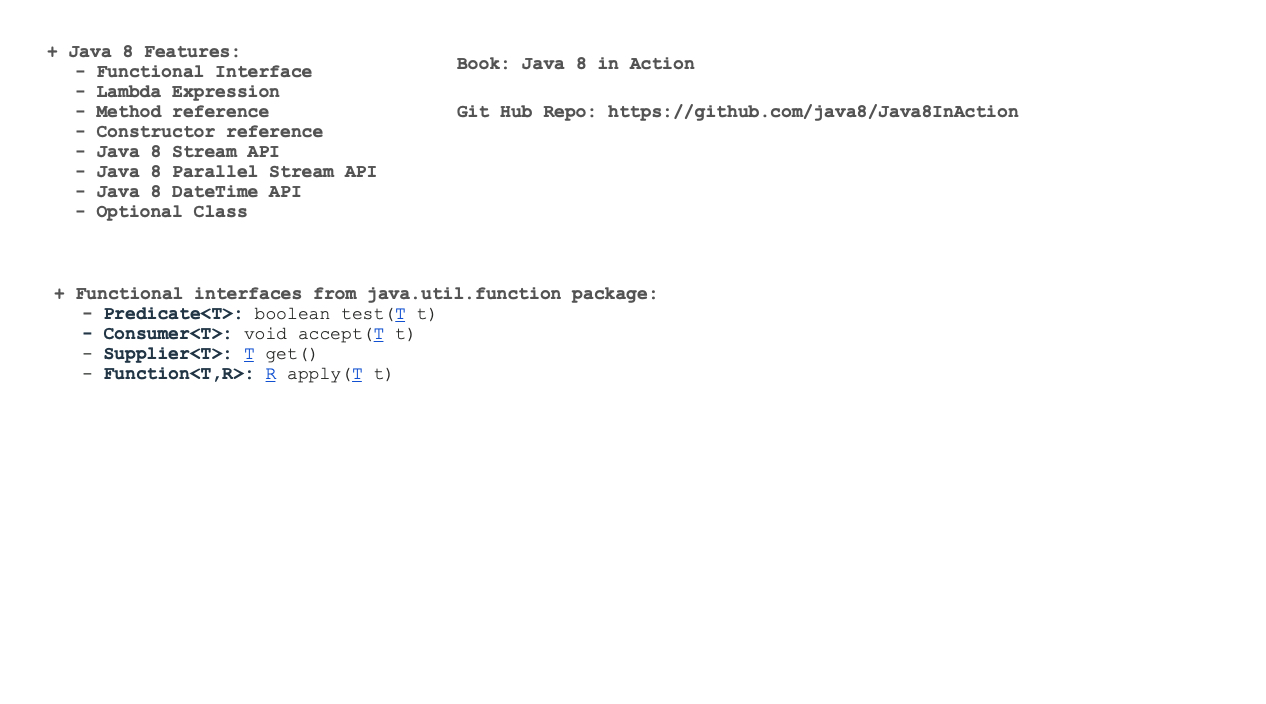 + Java 8 Features:
- Functional Interface
- Lambda Expression
- Method reference
- Constructor reference
- Java 8 Stream API
- Java 8 Parallel Stream API
- Java 8 DateTime API
- Optional Class
Book: Java 8 in Action
Git Hub Repo: https://github.com/java8/Java8InAction
+ Functional interfaces from java.util.function package:
- Predicate<T>: boolean test(T t)
- Consumer<T>: void accept(T t)
- Supplier<T>: T get()
- Function<T,R>: R apply(T t)